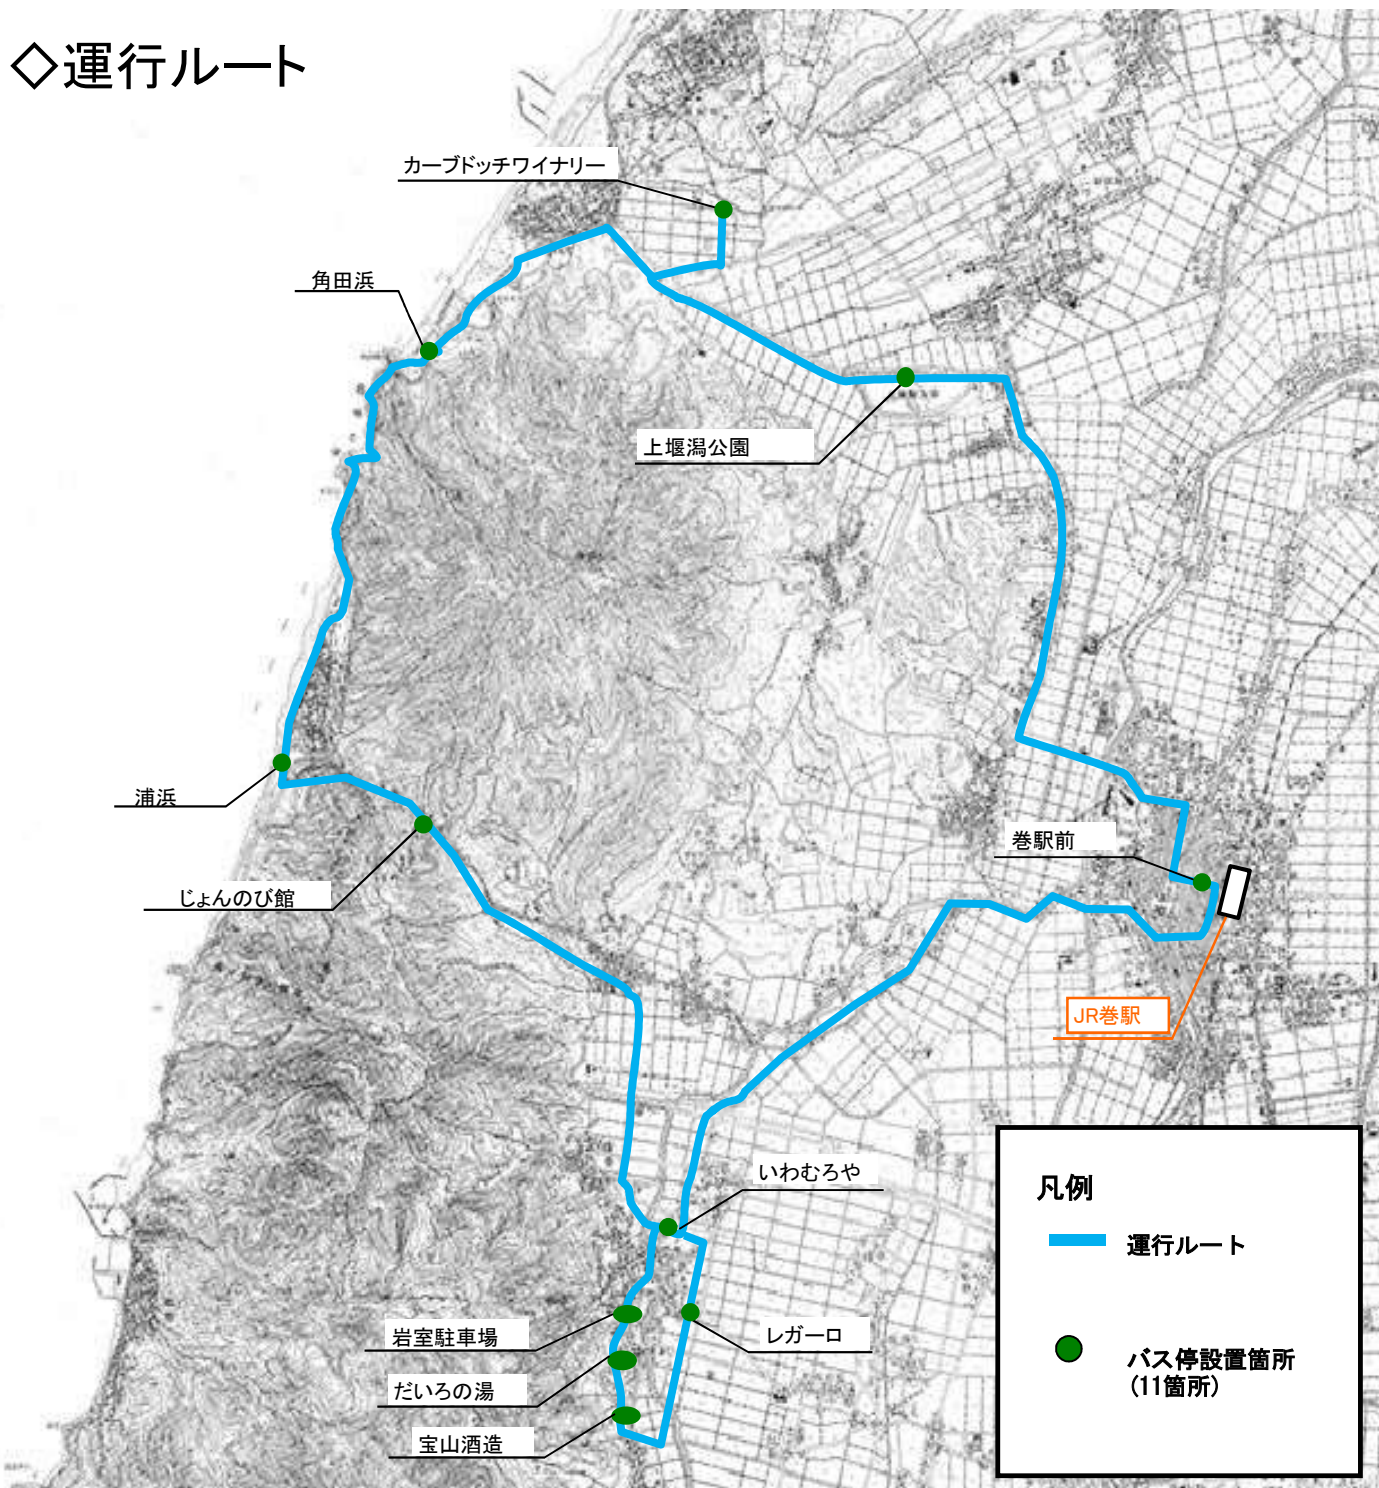 ◇運行ルート
カーブドッチワイナリー
角田浜
上堰潟公園
浦浜
巻駅前
じょんのび館
JR巻駅
いわむろや
岩室駐車場
レガーロ
だいろの湯
宝山酒造
凡例
運行ルート
バス停設置箇所
(11箇所)